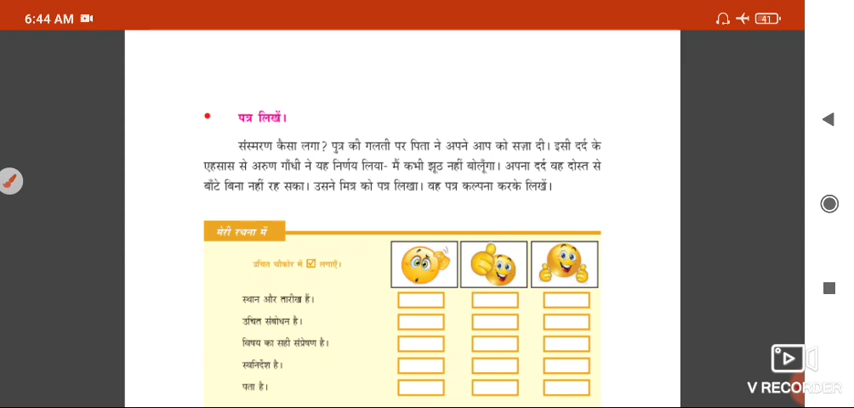 6:44 AM
41
• पत्र लिखें।
संस्मरण कैसा लगा? पुत्र की गलती पर पिता ने अपने आप को सज़ा दी। इसी दर्द के
एहसास से अरुण गाँधी ने यह निर्णय लिया- मैं कभी झूठ नहीं बोलूँगा। अपना दर्द वह दोस्त से
बाँटे बिना नहीं रह सका। उसने मित्र को पत्र लिखा। वह पत्र कल्पना करके लिखें।
मेरी रचना में
उचित चौकोर में ☑ लगाएँ।
स्थान और तारीख हैं।
उचित संबोधन है।
विषय का सही संप्रेषण है।
स्वनिर्देश है।
पता है।
V RECORDER